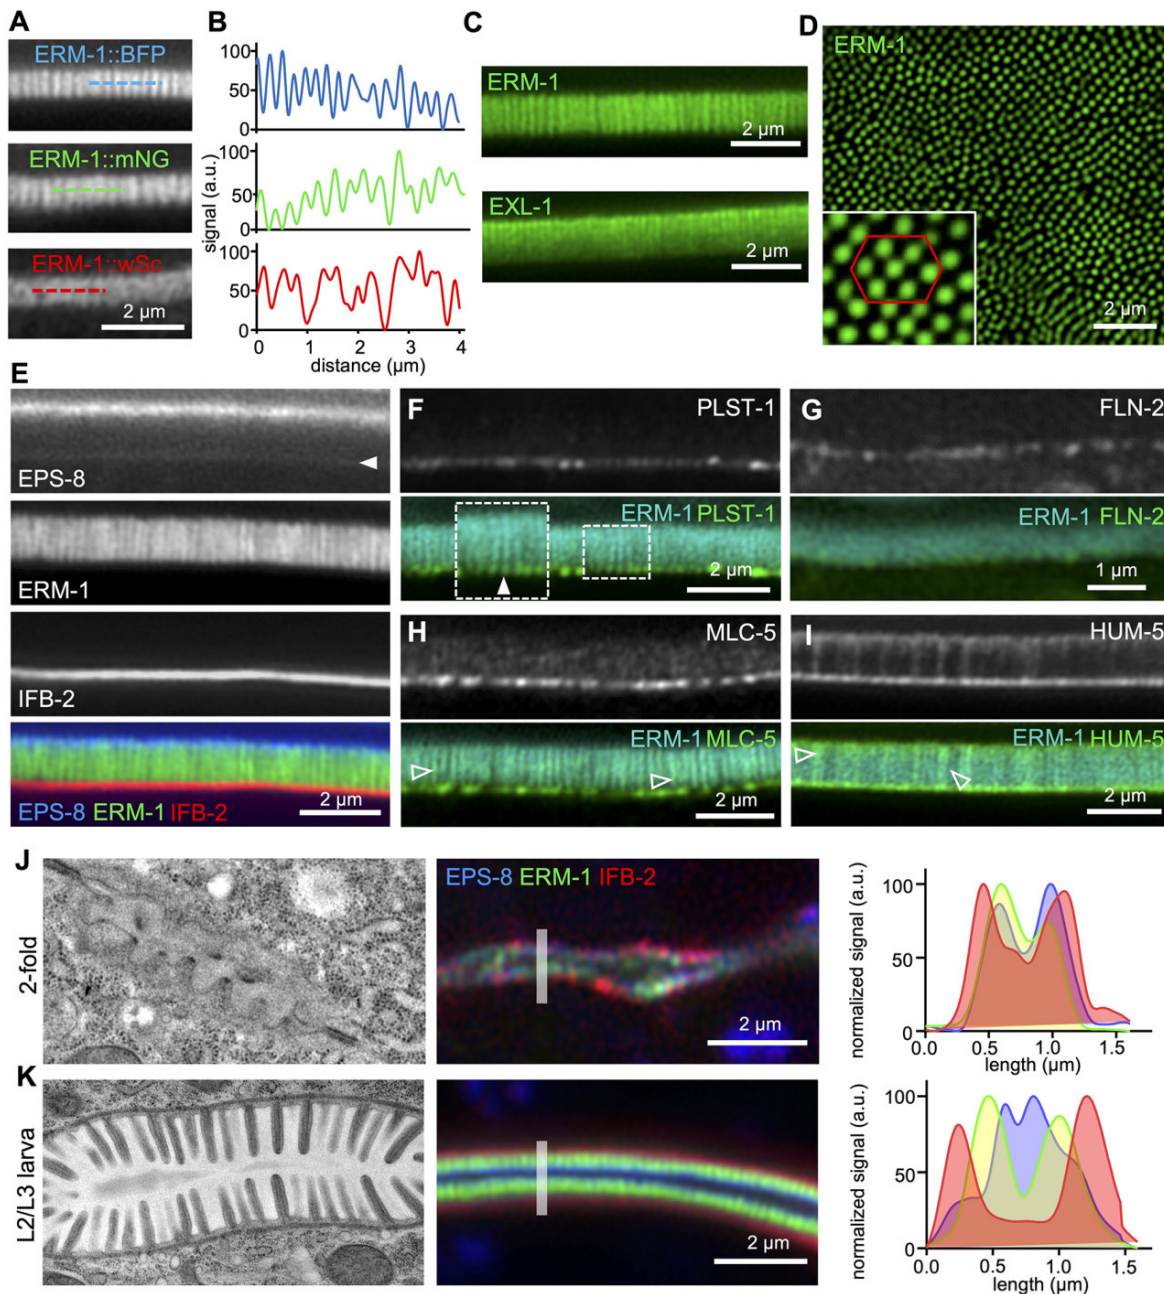 A
ERM-1::BFP
ERM-1::mNG
ERM-1::wSc
2 µm
B
signal (a.u.)
100
50
0
100
50
0
100
50
0
0 1 2 3 4
distance (µm)
C
ERM-1
2 µm
EXL-1
2 µm
D
ERM-1
2 µm
E
EPS-8
ERM-1
IFB-2
EPS-8 ERM-1 IFB-2
2 µm
F
PLST-1
ERM-1 PLST-1
2 µm
G
FLN-2
ERM-1 FLN-2
1 µm
H
MLC-5
ERM-1 MLC-5
2 µm
I
HUM-5
ERM-1 HUM-5
2 µm
J
2-fold
EPS-8 ERM-1 IFB-2
2 µm
normalized signal (a.u.)
100
50
0
0.0 0.5 1.0 1.5
length (µm)
K
L2/L3 larva
2 µm
normalized signal (a.u.)
100
50
0
0.0 0.5 1.0 1.5
length (µm)